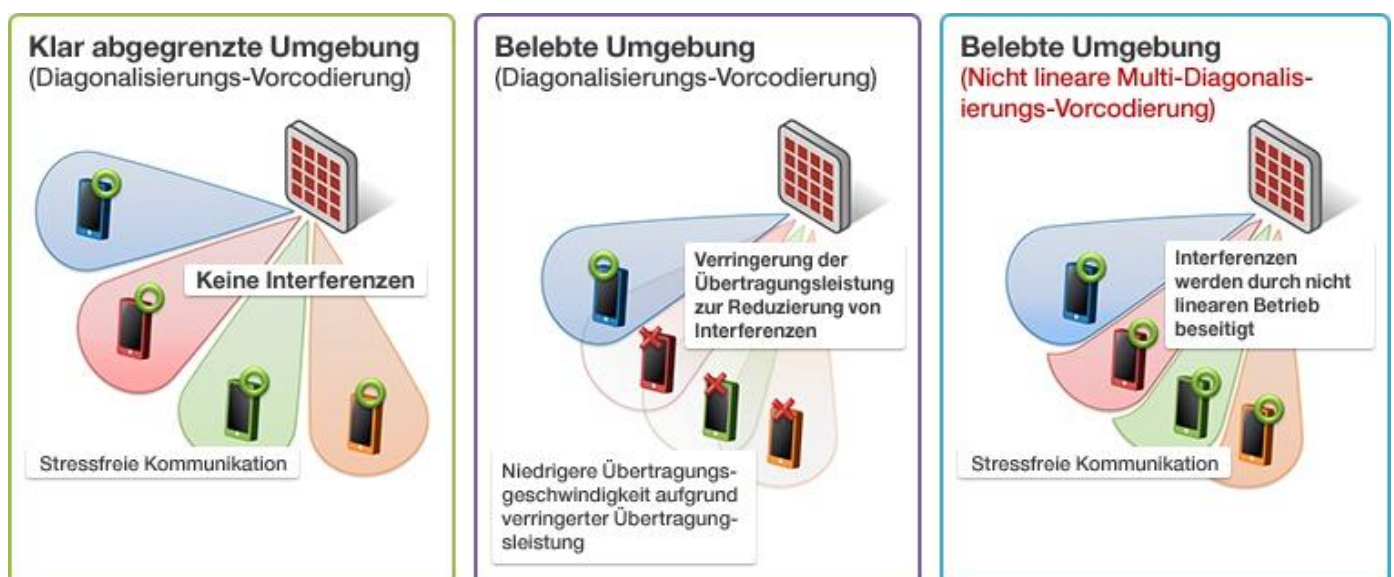 Klar abgegrenzte Umgebung
(Diagonalisierungs-Vorcodierung)
Keine Interferenzen
Stressfreie Kommunikation
Belebte Umgebung
(Diagonalisierungs-Vorcodierung)
Verringerung der
Übertragungsleistung
zur Reduzierung von
Interferenzen
Niedrigere Übertragungs-
geschwindigkeit aufgrund
verringerter Übertragung-
sleistung
Belebte Umgebung
(Nicht lineare Multi-Diagonalis-
ierungs-Vorcodierung)
Interferenzen
werden durch nicht
linearen Betrieb
beseitigt
Stressfreie Kommunikation